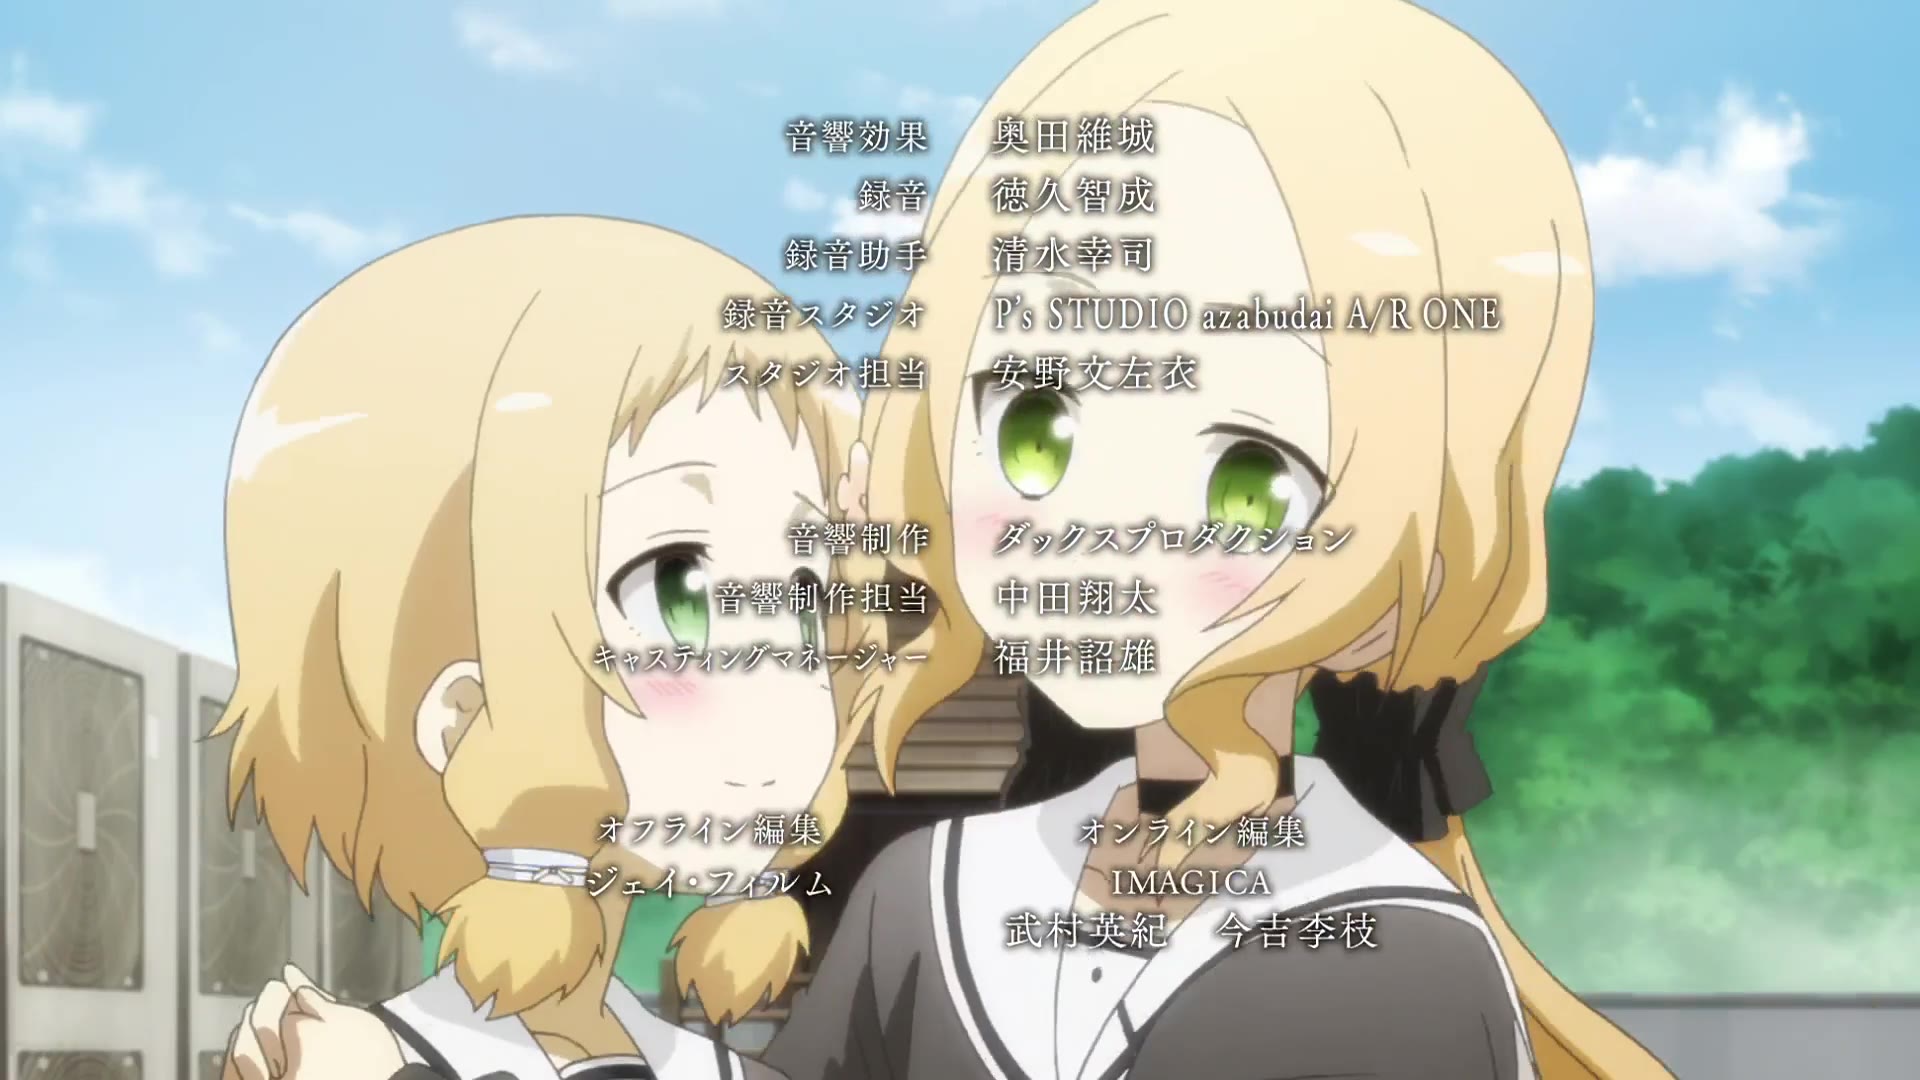 音響効果 奥田維城
録音 徳久智成
録音助手 清水幸司
録音スタジオ P's STUDIO azabudai A/R ONE
スタジオ担当 安野文左衣
音響制作 ダックスプロダクション
音響制作担当 中田翔太
キャスティングマネージャー 福井詔雄
オフライン編集
ジェイ・フィルム
オンライン編集
IMAGICA
武村英紀 今吉李枝